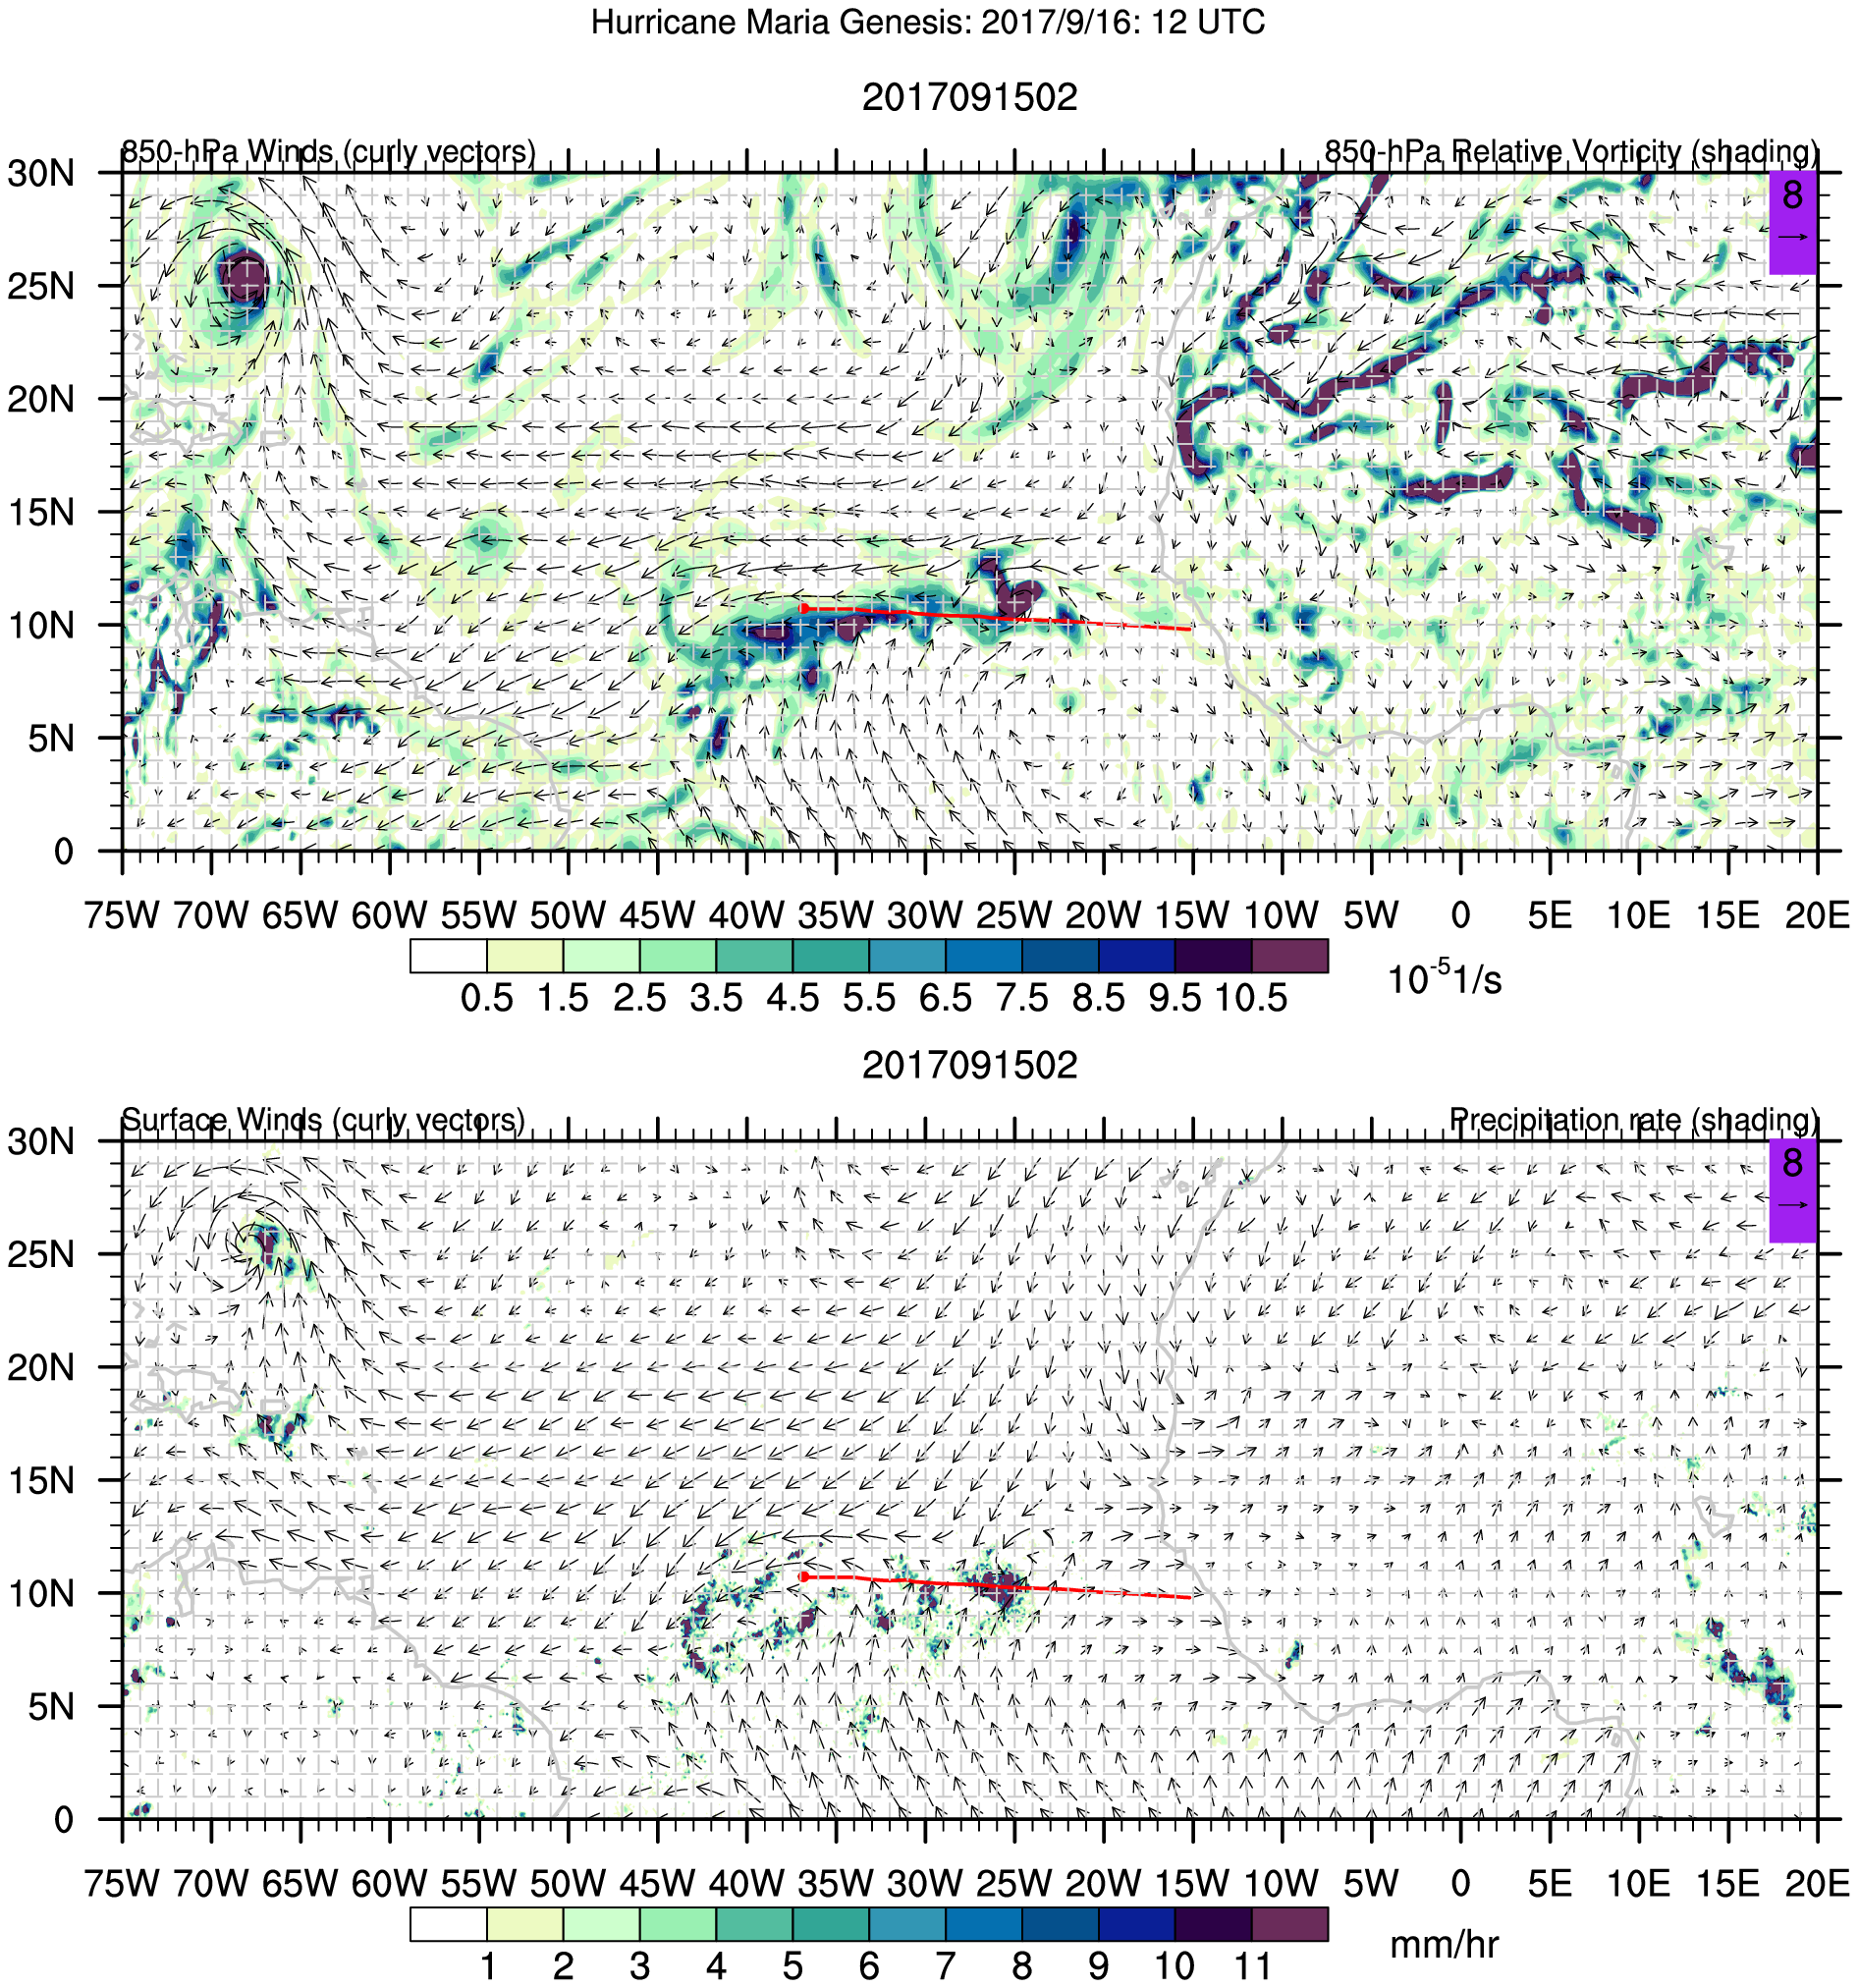 Hurricane Maria Genesis: 2017/9/16: 12 UTC
2017091502
850-hPa Winds (curly vectors)
850-hPa Relative Vorticity (shading)
30N
25N
20N
15N
10N
5N
0
8
75W 70W 65W 60W 55W 50W 45W 40W 35W 30W 25W 20W 15W 10W 5W 0 5E 10E 15E 20E
0.5 1.5 2.5 3.5 4.5 5.5 6.5 7.5 8.5 9.5 10.5
10⁻⁵1/s
2017091502
Surface Winds (curly vectors)
Precipitation rate (shading)
30N
25N
20N
15N
10N
5N
0
8
75W 70W 65W 60W 55W 50W 45W 40W 35W 30W 25W 20W 15W 10W 5W 0 5E 10E 15E 20E
1 2 3 4 5 6 7 8 9 10 11
mm/hr